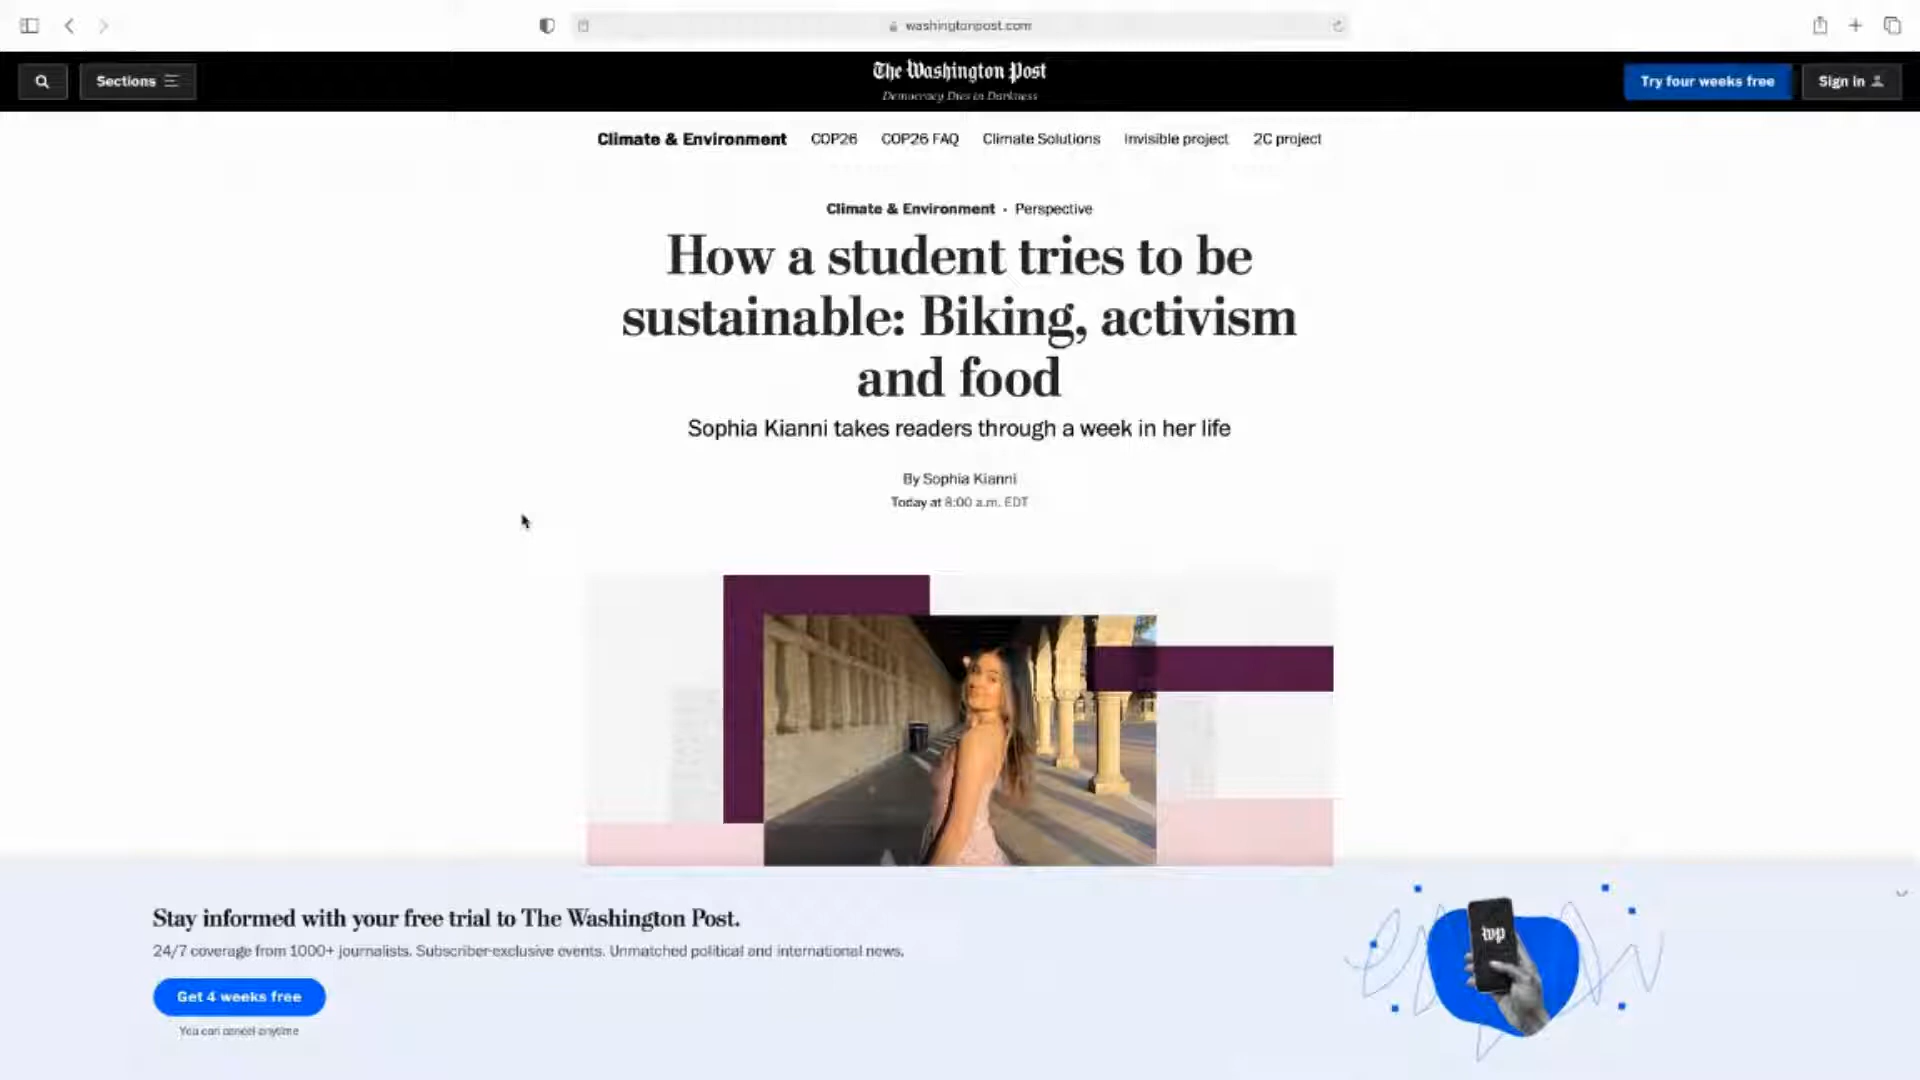 washingtonpost.com
Sections
The Washington Post
Democracy Dies in Darkness
Try four weeks free
Sign in
Climate & Environment COP26 COP26 FAQ Climate Solutions Invisible project 2C project
Climate & Environment · Perspective
How a student tries to be
sustainable: Biking, activism
and food
Sophia Kianni takes readers through a week in her life
By Sophia Kianni
Today at 8:00 a.m. EDT
Stay informed with your free trial to The Washington Post.
24/7 coverage from 1000+ journalists. Subscriber-exclusive events. Unmatched political and international news.
Get 4 weeks free
You can cancel anytime
wp